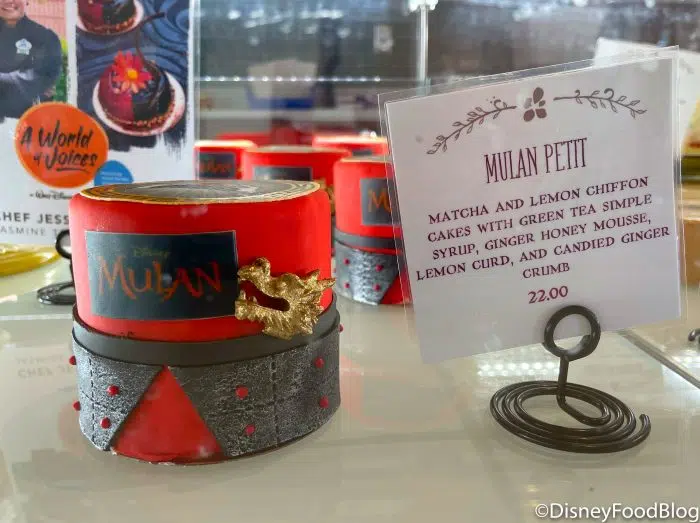 A World
of Voices
CHEF JESS
JASMINE T
Disney
MULAN
MULAN PETIT
MATCHA AND LEMON CHIFFON
CAKES WITH GREEN TEA SIMPLE
SYRUP, GINGER HONEY MOUSSE,
LEMON CURD, AND CANDIED GINGER
CRUMB
22.00
©DisneyFoodBlog